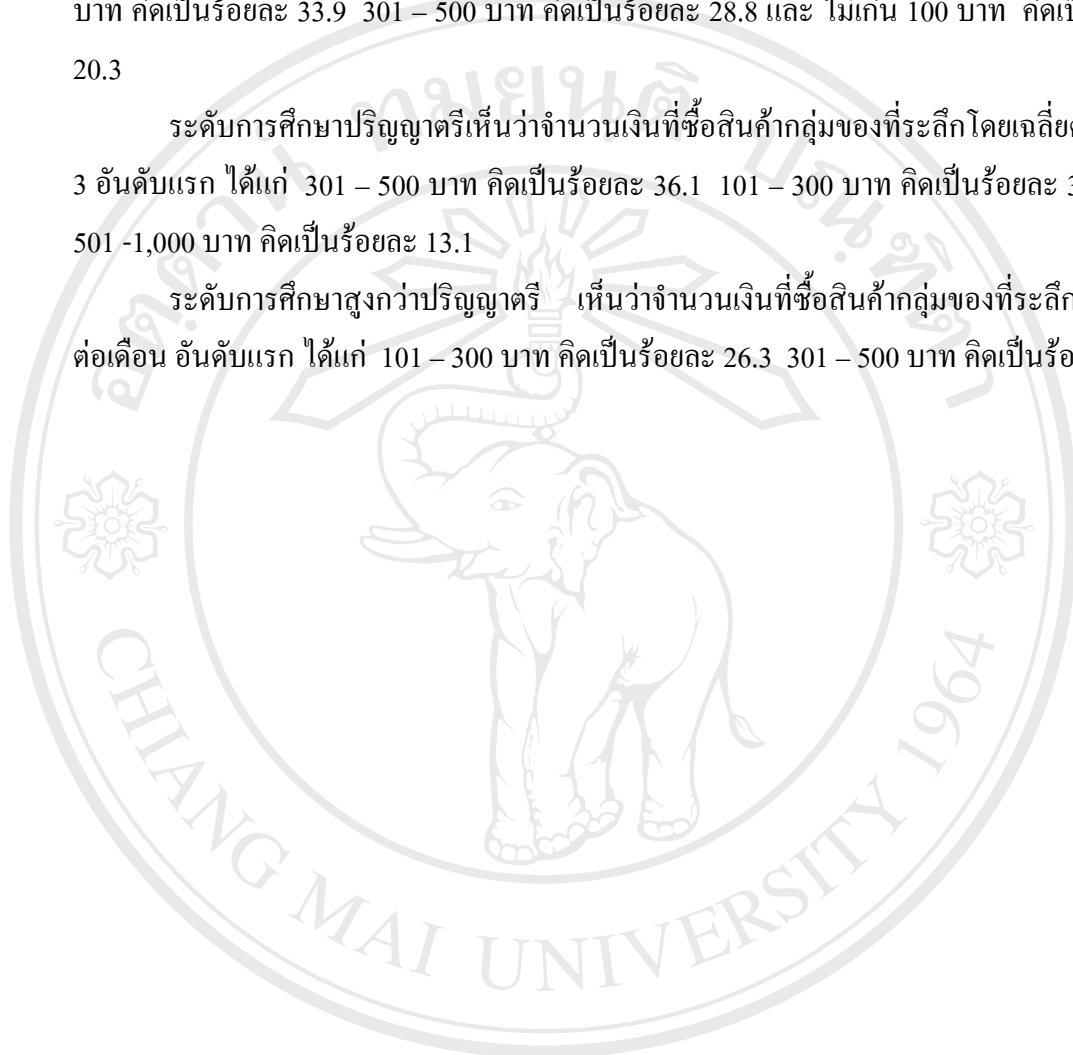 บาท คิดเป็นร้อยละ 33.9 301 – 500 บาท คิดเป็นร้อยละ 28.8 และ ไม่เกิน 100 บาท
20.3
ระดับการศึกษาปริญญาตรีเห็นว่าจำนวนเงินที่ซื้อสินค้ากลุ่มของที่ระลึกโดยเฉลี่ย
3 อันดับแรก ได้แก่ 301 – 500 บาท คิดเป็นร้อยละ 36.1 101 – 300 บาท คิดเป็นร้อยละ
501 -1,000 บาท คิดเป็นร้อยละ 13.1
ระดับการศึกษาสูงกว่าปริญญาตรี เห็นว่าจำนวนเงินที่ซื้อสินค้ากลุ่มของที่ระลึก
ต่อเดือน อันดับแรก ได้แก่ 101 – 300 บาท คิดเป็นร้อยละ 26.3 301 – 500 บาท
อตฺตานํ ทมยนฺติ ปณฺฑิตา
CHIANG MAI UNIVERSITY 1964